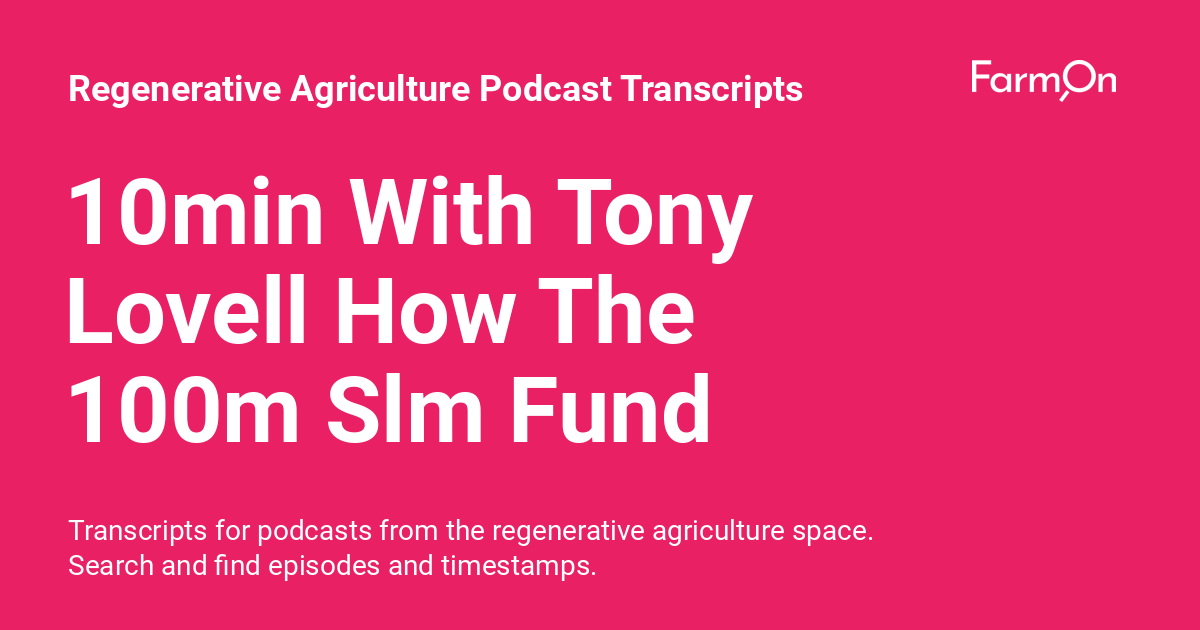 Regenerative Agriculture Podcast Transcripts
FarmOn
10min With Tony
Lovell How The
100m Slm Fund
Transcripts for podcasts from the regenerative agriculture space.
Search and find episodes and timestamps.